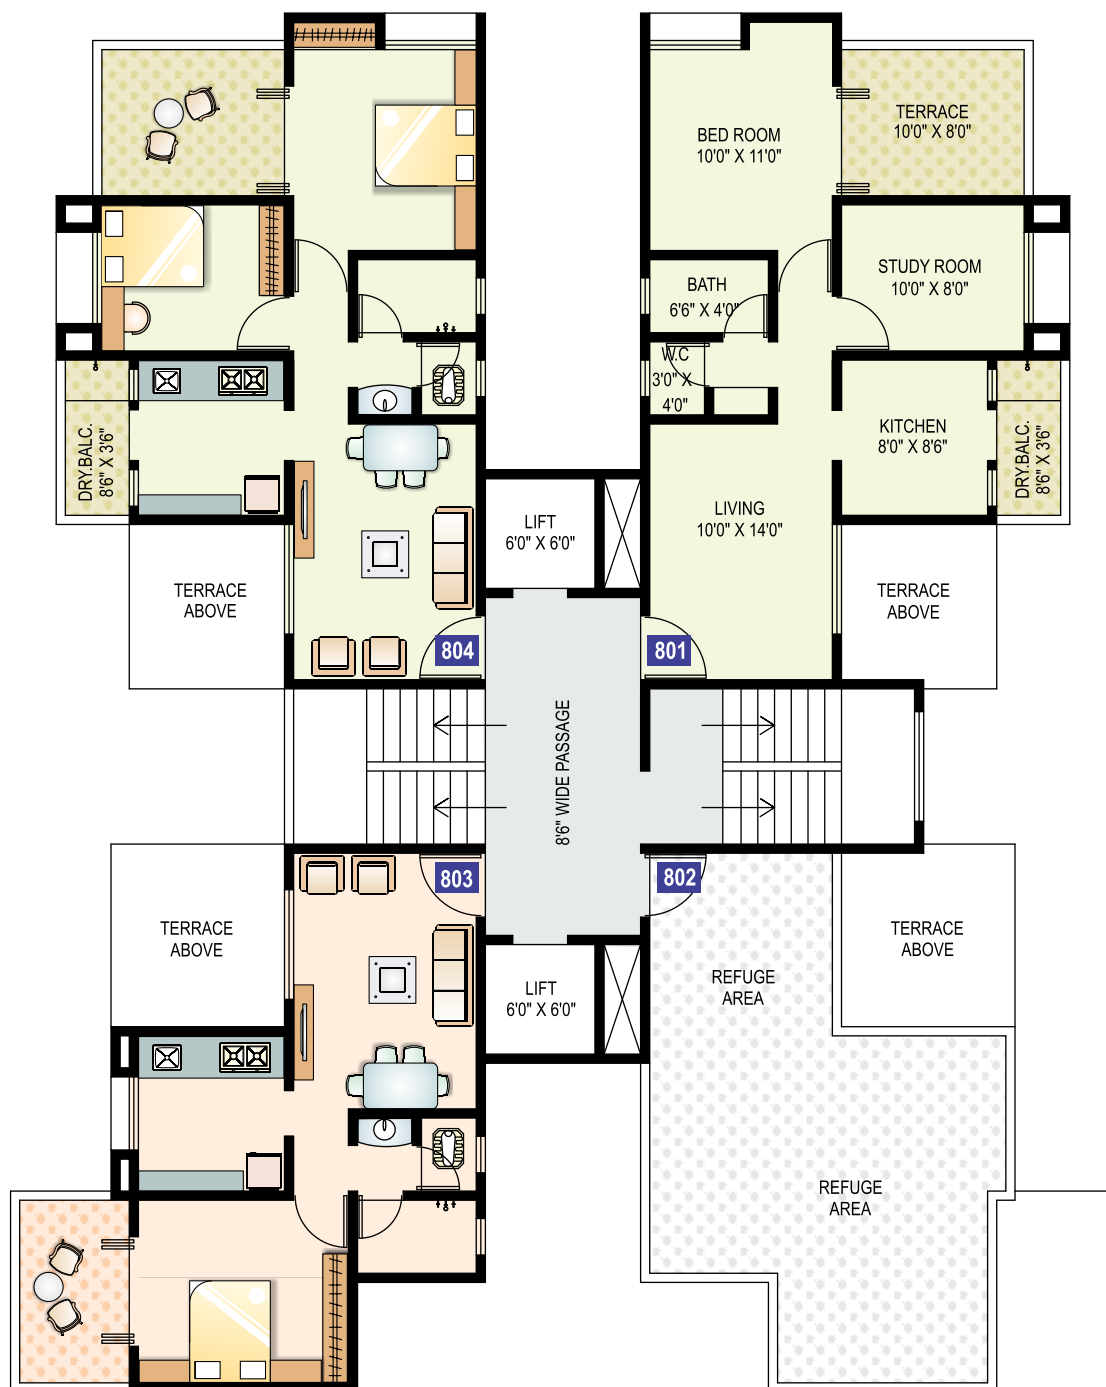 BED ROOM
10'0" X 11'0"
TERRACE
10'0" X 8'0"
STUDY ROOM
10'0" X 8'0"
BATH
6'6" X 4'0"
W.C
3'0" X
4'0"
KITCHEN
8'0" X 8'6"
DRY.BALC.
8'6" X 3'6"
DRY.BALC.
8'6" X 3'6"
LIVING
10'0" X 14'0"
LIFT
6'0" X 6'0"
TERRACE
ABOVE
TERRACE
ABOVE
804
801
8'6" WIDE PASSAGE
803
802
TERRACE
ABOVE
TERRACE
ABOVE
LIFT
6'0" X 6'0"
REFUGE
AREA
REFUGE
AREA